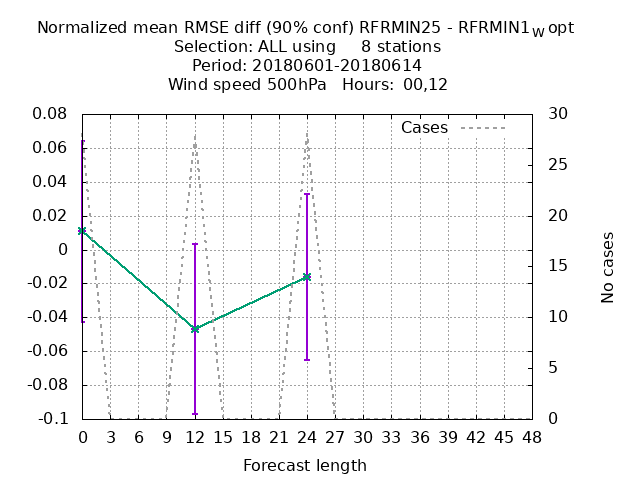 Normalized mean RMSE diff (90% conf) RFRMIN25 - RFRMIN1w opt
Selection: ALL using 8 stations
Period: 20180601-20180614
Wind speed 500hPa Hours: 00,12
Cases
0.08
0.06
0.04
0.02
0
-0.02
-0.04
-0.06
-0.08
-0.1
30
25
20
15
10
5
0
No cases
0 3 6 9 12 15 18 21 24 27 30 33 36 39 42 45 48
Forecast length